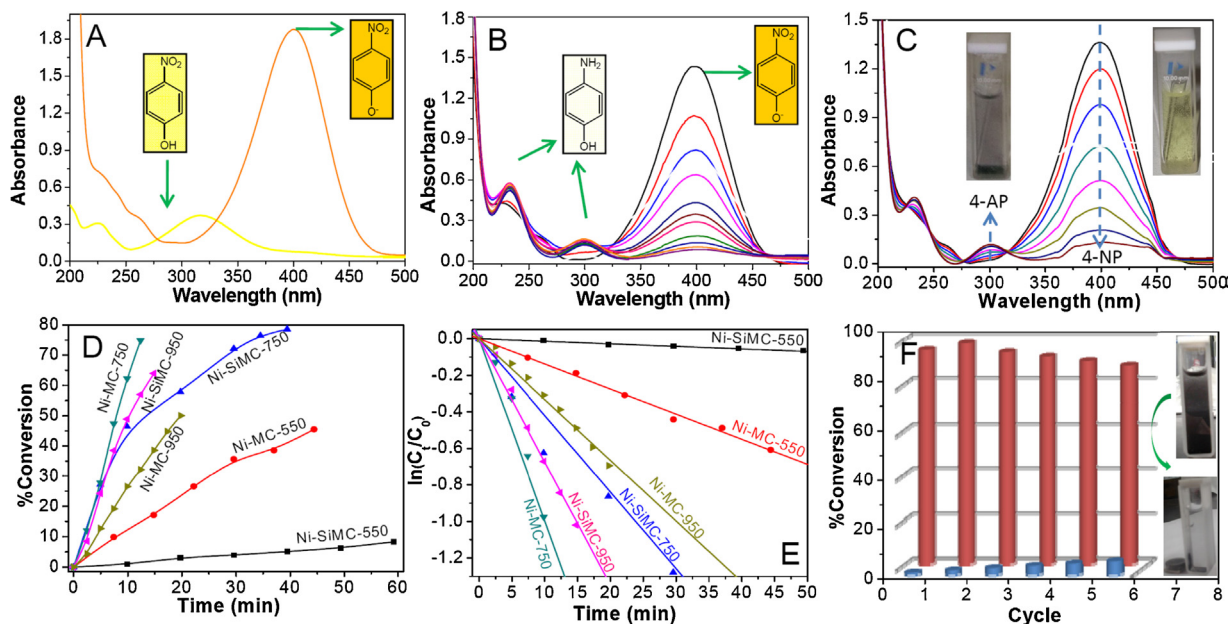 A
NO₂
OH
NO₂
O⁻
Absorbance
1.8
1.5
1.2
0.9
0.6
0.3
0.0
200 250 300 350 400 450 500
Wavelength (nm)
B
NH₂
OH
NO₂
O⁻
Absorbance
1.8
1.5
1.2
0.9
0.6
0.3
0.0
200 250 300 350 400 450 500
Wavelength (nm)
C
4-AP
4-NP
Absorbance
1.5
1.2
0.9
0.6
0.3
0.0
200 250 300 350 400 450 500
Wavelength (nm)
D
Ni-MC-750
Ni-SiMC-950
Ni-SiMC-750
Ni-MC-950
Ni-MC-550
Ni-SiMC-550
%Conversion
80
70
60
50
40
30
20
10
0
0 10 20 30 40 50 60
Time (min)
Ni-SiMC-550
Ni-MC-550
Ni-MC-950
Ni-SiMC-750
Ni-SiMC-950
Ni-MC-750
E
ln(Cₜ/C₀)
0.0
-0.2
-0.4
-0.6
-0.8
-1.0
-1.2
0 5 10 15 20 25 30 35 40 45 50
Time (min)
F
%Conversion
100
80
60
40
20
0
0 1 2 3 4 5 6 7 8
Cycle